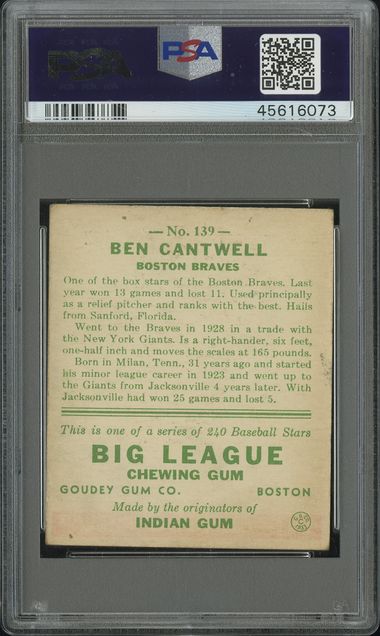 PSA
PSA
45616073
— No. 139 —
BEN CANTWELL
BOSTON BRAVES
One of the box stars of the Boston Braves. Last
year won 13 games and lost 11. Used principally
as a relief pitcher and ranks with the best. Hails
from Sanford, Florida.
Went to the Braves in 1928 in a trade with
the New York Giants. Is a right-hander, six feet,
one-half inch and moves the scales at 165 pounds.
Born in Milan, Tenn., 31 years ago and started
his minor league career in 1923 and went up to
the Giants from Jacksonville 4 years later. With
Jacksonville had won 25 games and lost 5.
This is one of a series of 240 Baseball Stars
BIG LEAGUE
CHEWING GUM
GOUDEY GUM CO. BOSTON
Made by the originators of
INDIAN GUM